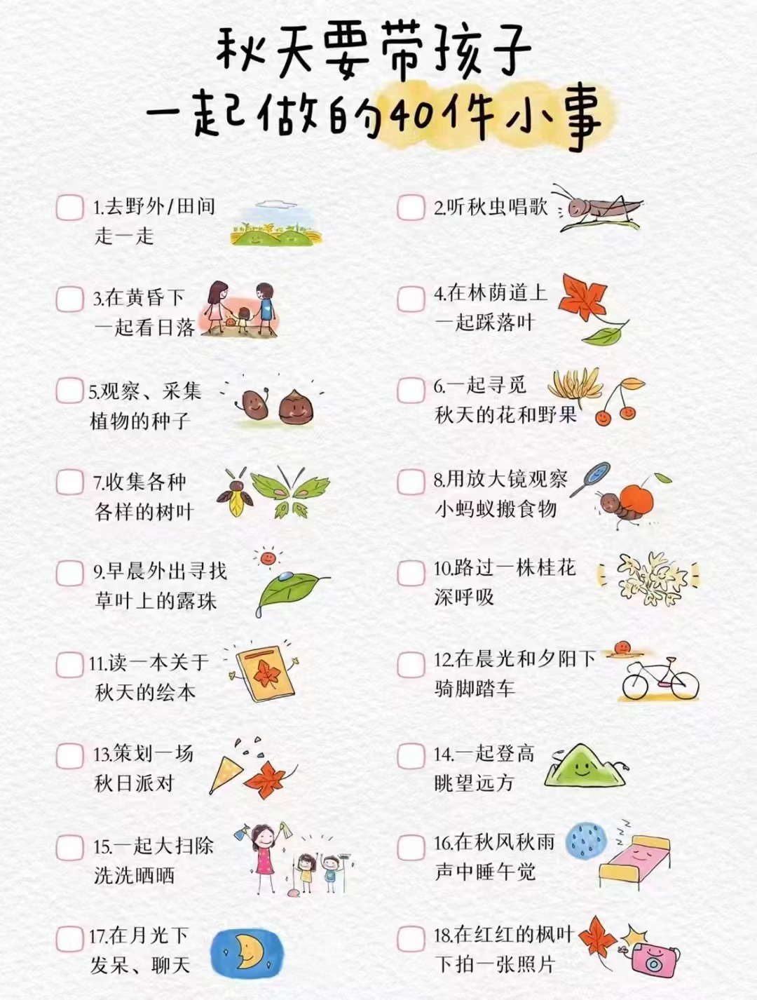 秋天要带孩子
一起做的40件小事
1.去野外/田间
走一走
2.听秋虫唱歌
3.在黄昏下
一起看日落
4.在林荫道上
一起踩落叶
5.观察、采集
植物的种子
6.一起寻觅
秋天的花和野果
7.收集各种
各样的树叶
8.用放大镜观察
小蚂蚁搬食物
9.早晨外出寻找
草叶上的露珠
10.路过一株桂花
深呼吸
11.读一本关于
秋天的绘本
12.在晨光和夕阳下
骑脚踏车
13.策划一场
秋日派对
14.一起登高
眺望远方
15.一起大扫除
洗洗晒晒
16.在秋风秋雨
声中睡午觉
z z z
17.在月光下
发呆、聊天
18.在红红的枫叶
下拍一张照片